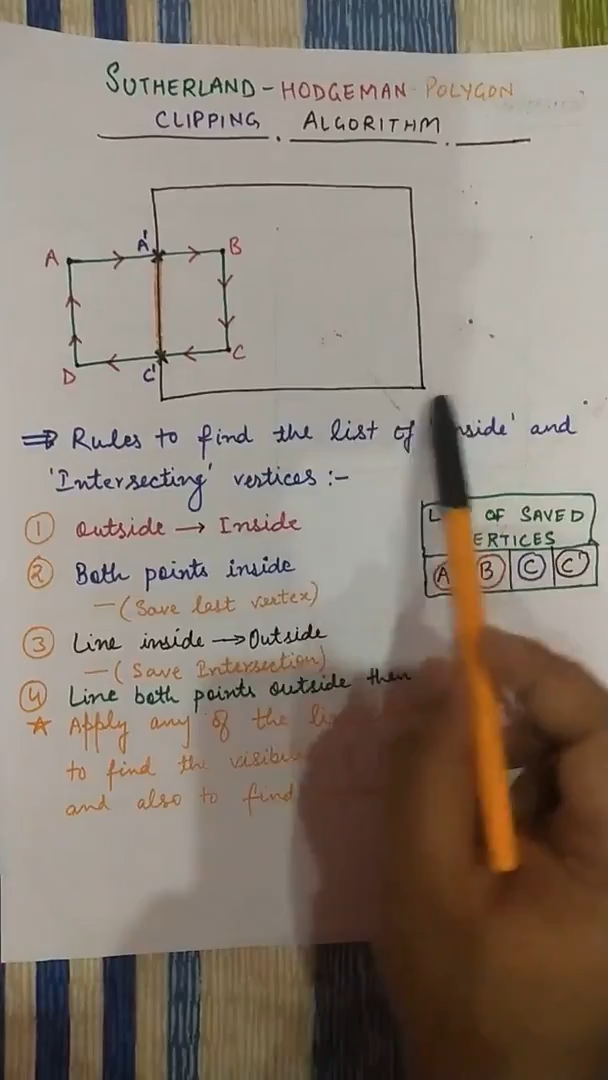 SUTHERLAND - HODGEMAN POLYGON
CLIPPING ALGORITHM
A A' B
D C' C
⇒ Rules to find the list of and
'Intersecting' vertices :-
① Outside → Inside
② Both points inside
— (Save last vertex)
③ Line inside → Outside
— (Save Intersection)
④ Line both points outside then
* Apply any of the
to find the
and also to find
OF SAVED
A B C C'